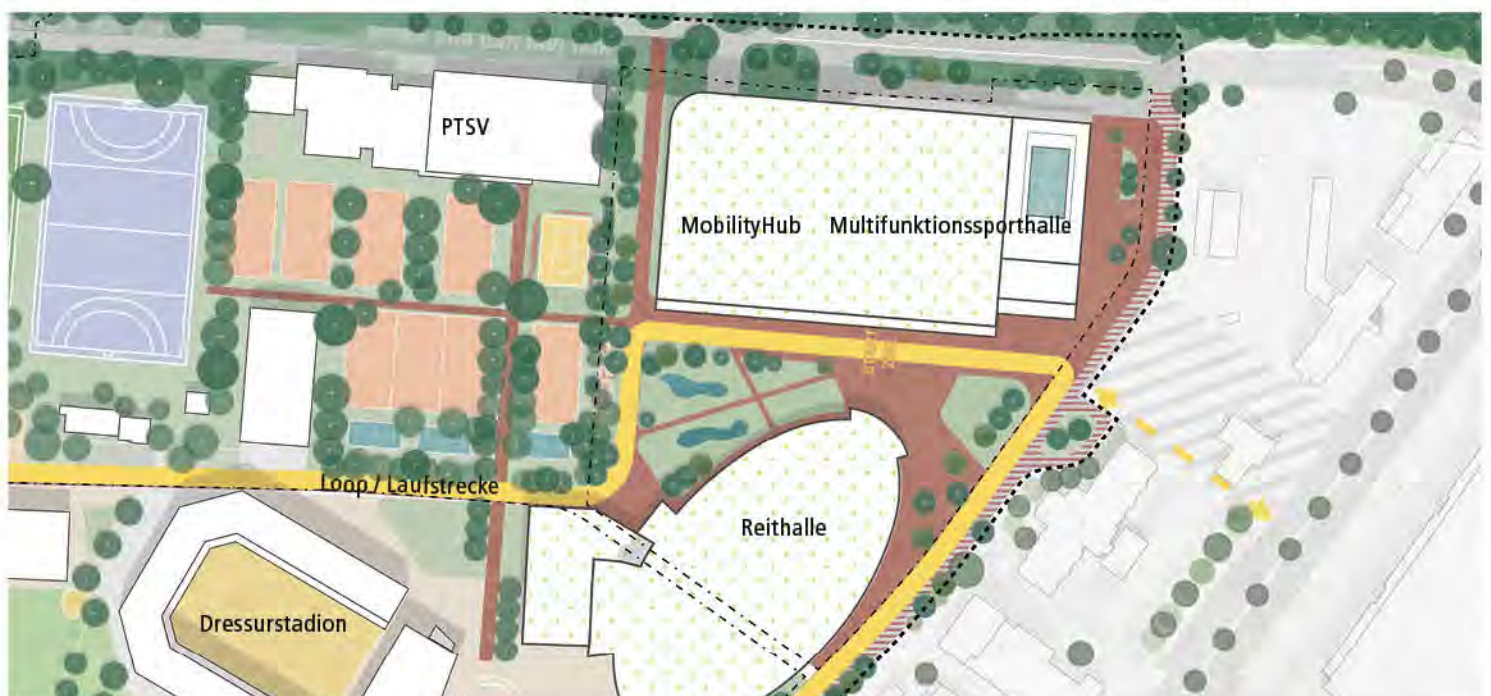 PTSV
MobilityHub
Multifunktionssporthalle
Loop / Laufstrecke
Reithalle
Dressurstadion